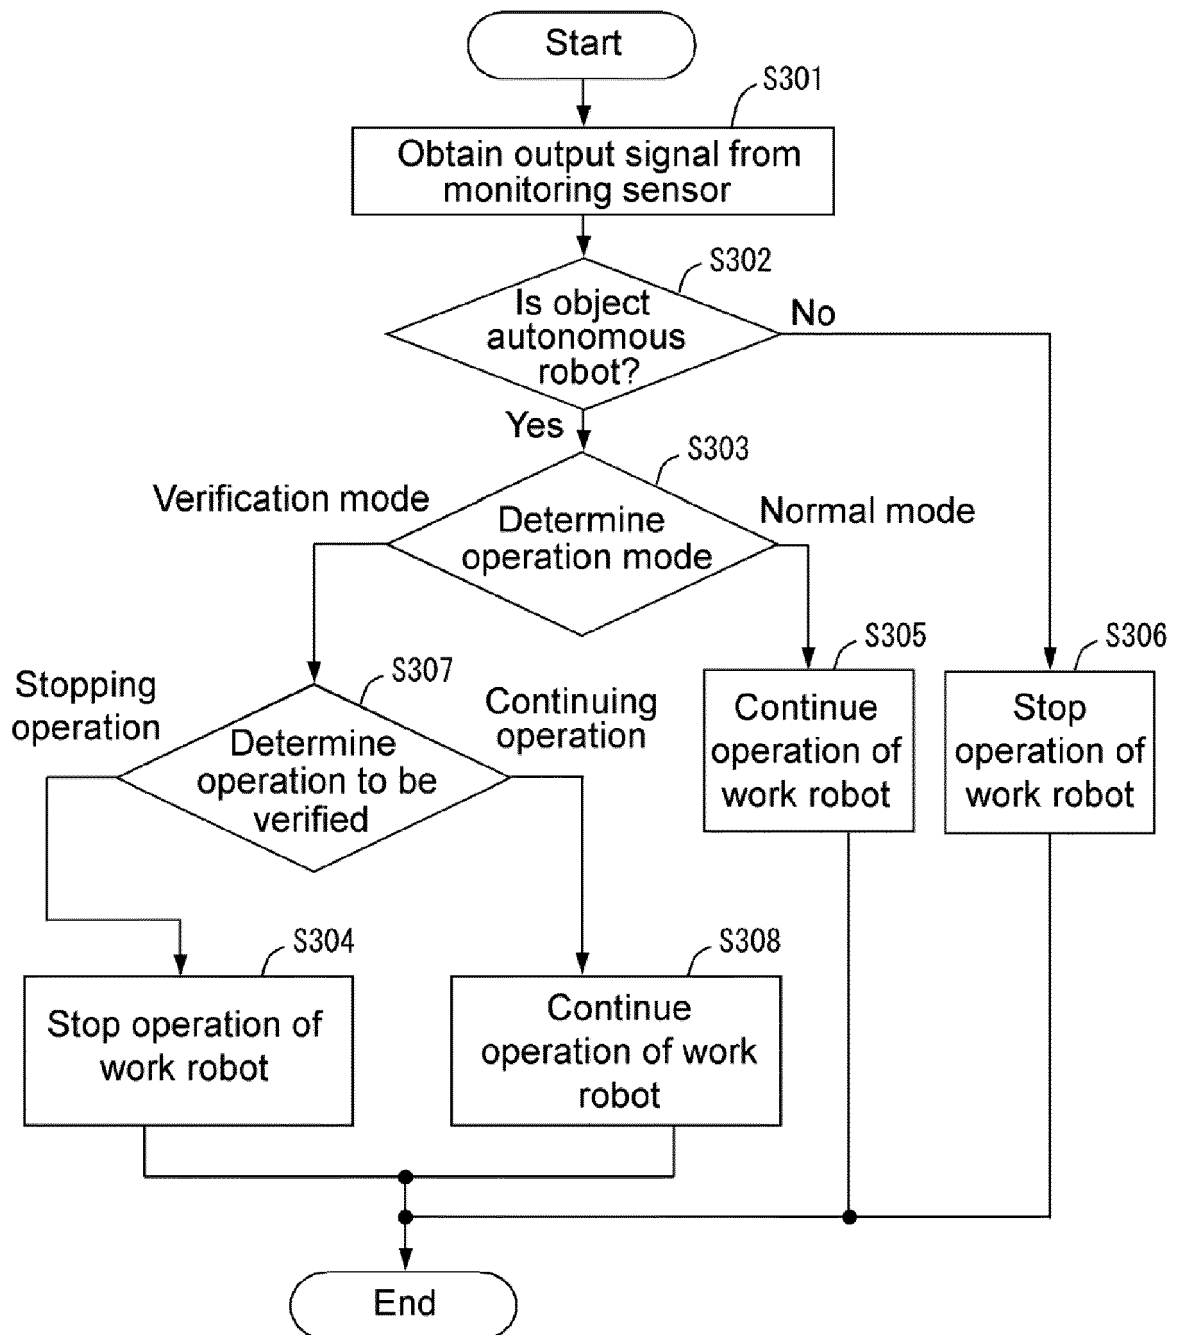 Start
S301
Obtain output signal from
monitoring sensor
S302
Is object
autonomous
robot?
No
Yes
S303
Verification mode
Determine
operation mode
Normal mode
S305
Continue
operation of
work robot
S306
Stop
operation of
work robot
S307
Stopping
operation
Determine
operation to be
verified
Continuing
operation
S304
Stop operation of
work robot
S308
Continue
operation of work
robot
End